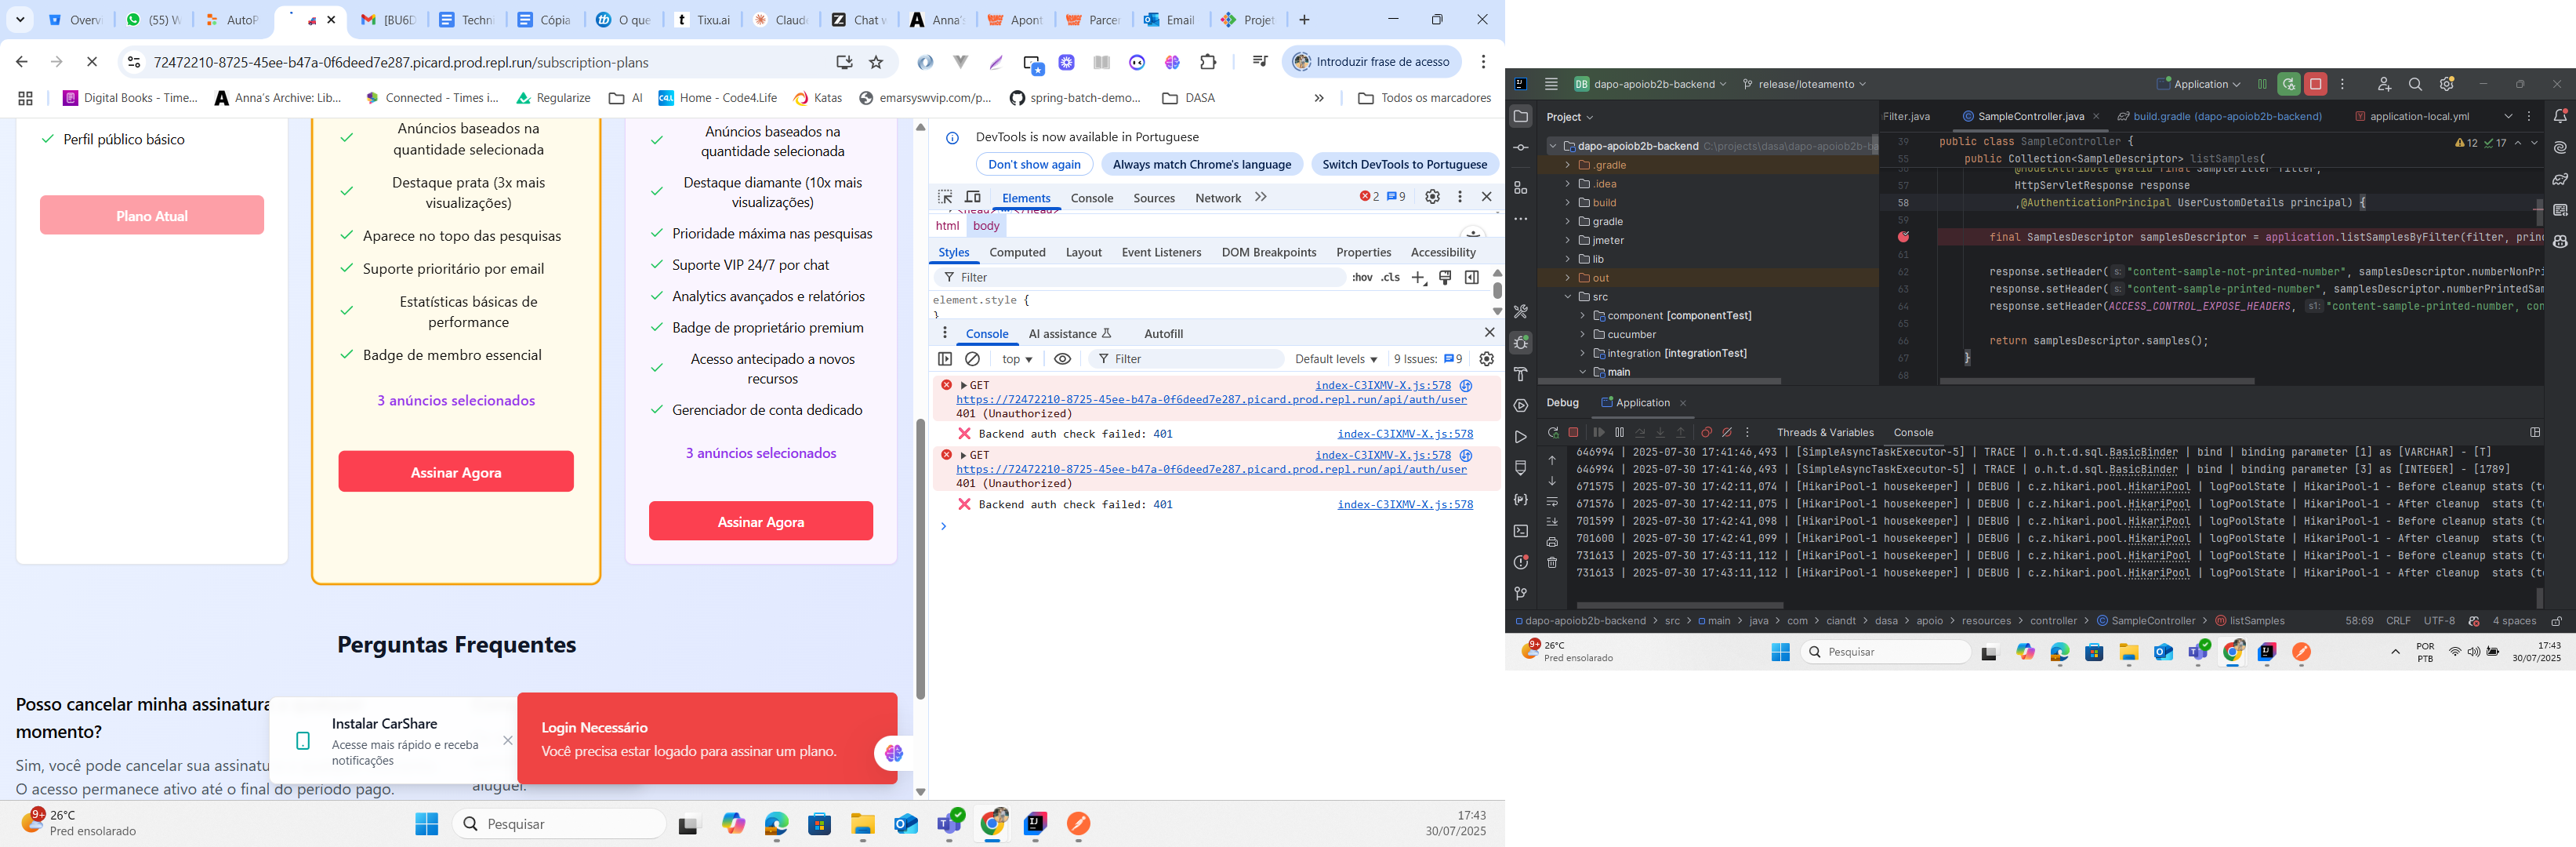 Overvi
(55) W
AutoP
[BU6D
Techni
Cópia
O que
Tixu.ai
Claude
Chat w
Anna'
Apont
Parcer
Email
Projet
72472210-8725-45ee-b47a-0f6deed7e287.picard.prod.repl.run/subscription-plans
Introduzir frase de acesso
Digital Books - Time...
Anna's Archive: Lib...
Connected - Times i...
Regularize
AI
Home - Code4.Life
Katas
emarsyswvip.com/p...
spring-batch-demo...
DASA
Todos os marcadores
Perfil público básico
Plano Atual
Anúncios baseados na
quantidade selecionada
Destaque prata (3x mais
visualizações)
Aparece no topo das pesquisas
Suporte prioritário por email
Estatísticas básicas de
performance
Badge de membro essencial
3 anúncios selecionados
Assinar Agora
Anúncios baseados na
quantidade selecionada
Destaque diamante (10x mais
visualizações)
Prioridade máxima nas pesquisas
Suporte VIP 24/7 por chat
Analytics avançados e relatórios
Badge de proprietário premium
Acesso antecipado a novos
recursos
Gerenciador de conta dedicado
3 anúncios selecionados
Assinar Agora
Perguntas Frequentes
Posso cancelar minha assinatura
momento?
Sim, você pode cancelar sua assinatu
O acesso permanece ativo até o final do período pago.
aluguel.
Instalar CarShare
Acesse mais rápido e receba
notificações
Login Necessário
Você precisa estar logado para assinar um plano.
DevTools is now available in Portuguese
Don't show again
Always match Chrome's language
Switch DevTools to Portuguese
Elements
Console
Sources
Network
2
9
html
body
Styles
Computed
Layout
Event Listeners
DOM Breakpoints
Properties
Accessibility
Filter
:hov
.cls
element.style {
}
Console
AI assistance
Autofill
top
Filter
Default levels
9 Issues:
9
GET
index-C3IXMV-X.js:578
https://72472210-8725-45ee-b47a-0f6deed7e287.picard.prod.repl.run/api/auth/user
401 (Unauthorized)
❌ Backend auth check failed: 401
index-C3IXMV-X.js:578
GET
index-C3IXMV-X.js:578
https://72472210-8725-45ee-b47a-0f6deed7e287.picard.prod.repl.run/api/auth/user
401 (Unauthorized)
❌ Backend auth check failed: 401
index-C3IXMV-X.js:578
9+
26°C
Pred ensolarado
Pesquisar
17:43
30/07/2025
DB
dapo-apoiob2b-backend
release/loteamento
Application
Project
dapo-apoiob2b-backend C:\projects\dasa\dapo-apoiob2b-ba
.gradle
.idea
build
gradle
jmeter
lib
out
src
component [componentTest]
cucumber
integration [integrationTest]
main
Filter.java
SampleController.java
build.gradle (dapo-apoiob2b-backend)
application-local.yml
12
17
39 public class SampleController {
55 public Collection<SampleDescriptor> listSamples(
@ModelAttribute @Valid final SampleFilter filter,
57 HttpServletResponse response
58 ,@AuthenticationPrincipal UserCustomDetails principal) {
59
final SamplesDescriptor samplesDescriptor = application.listSamplesByFilter(filter, princ
61
62 response.setHeader( s: "content-sample-not-printed-number", samplesDescriptor.numberNonPri
63 response.setHeader( s: "content-sample-printed-number", samplesDescriptor.numberPrintedSam
64 response.setHeader(ACCESS_CONTROL_EXPOSE_HEADERS, s1: "content-sample-printed-number, con
65
66 return samplesDescriptor.samples();
67 }
68
Debug
Application
Threads & Variables
Console
646994 | 2025-07-30 17:41:46,493 | [SimpleAsyncTaskExecutor-5] | TRACE | o.h.t.d.sql.BasicBinder | bind | binding parameter [1] as [VARCHAR] - [T]
646994 | 2025-07-30 17:41:46,493 | [SimpleAsyncTaskExecutor-5] | TRACE | o.h.t.d.sql.BasicBinder | bind | binding parameter [3] as [INTEGER] - [1789]
671575 | 2025-07-30 17:42:11,074 | [HikariPool-1 housekeeper] | DEBUG | c.z.hikari.pool.HikariPool | logPoolState | HikariPool-1 - Before cleanup stats (to
671576 | 2025-07-30 17:42:11,075 | [HikariPool-1 housekeeper] | DEBUG | c.z.hikari.pool.HikariPool | logPoolState | HikariPool-1 - After cleanup  stats (to
701599 | 2025-07-30 17:42:41,098 | [HikariPool-1 housekeeper] | DEBUG | c.z.hikari.pool.HikariPool | logPoolState | HikariPool-1 - Before cleanup stats (to
701600 | 2025-07-30 17:42:41,099 | [HikariPool-1 housekeeper] | DEBUG | c.z.hikari.pool.HikariPool | logPoolState | HikariPool-1 - After cleanup  stats (to
731613 | 2025-07-30 17:43:11,112 | [HikariPool-1 housekeeper] | DEBUG | c.z.hikari.pool.HikariPool | logPoolState | HikariPool-1 - Before cleanup stats (to
731613 | 2025-07-30 17:43:11,112 | [HikariPool-1 housekeeper] | DEBUG | c.z.hikari.pool.HikariPool | logPoolState | HikariPool-1 - After cleanup  stats (to
dapo-apoiob2b-backend > src > main > java > com > ciandt > dasa > apoio > resources > controller > SampleController > listSamples
58:69
CRLF
UTF-8
4 spaces
9+
26°C
Pred ensolarado
Pesquisar
POR
PTB
17:43
30/07/2025